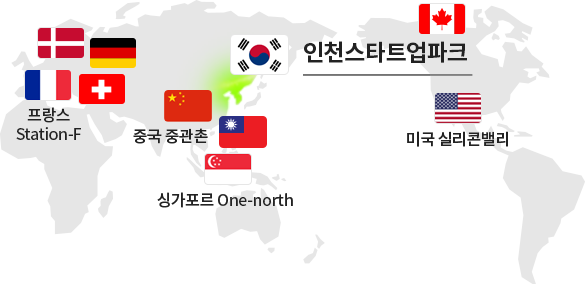 인천스타트업파크
프랑스
Station-F
중국 중관촌
미국 실리콘밸리
싱가포르 One-north